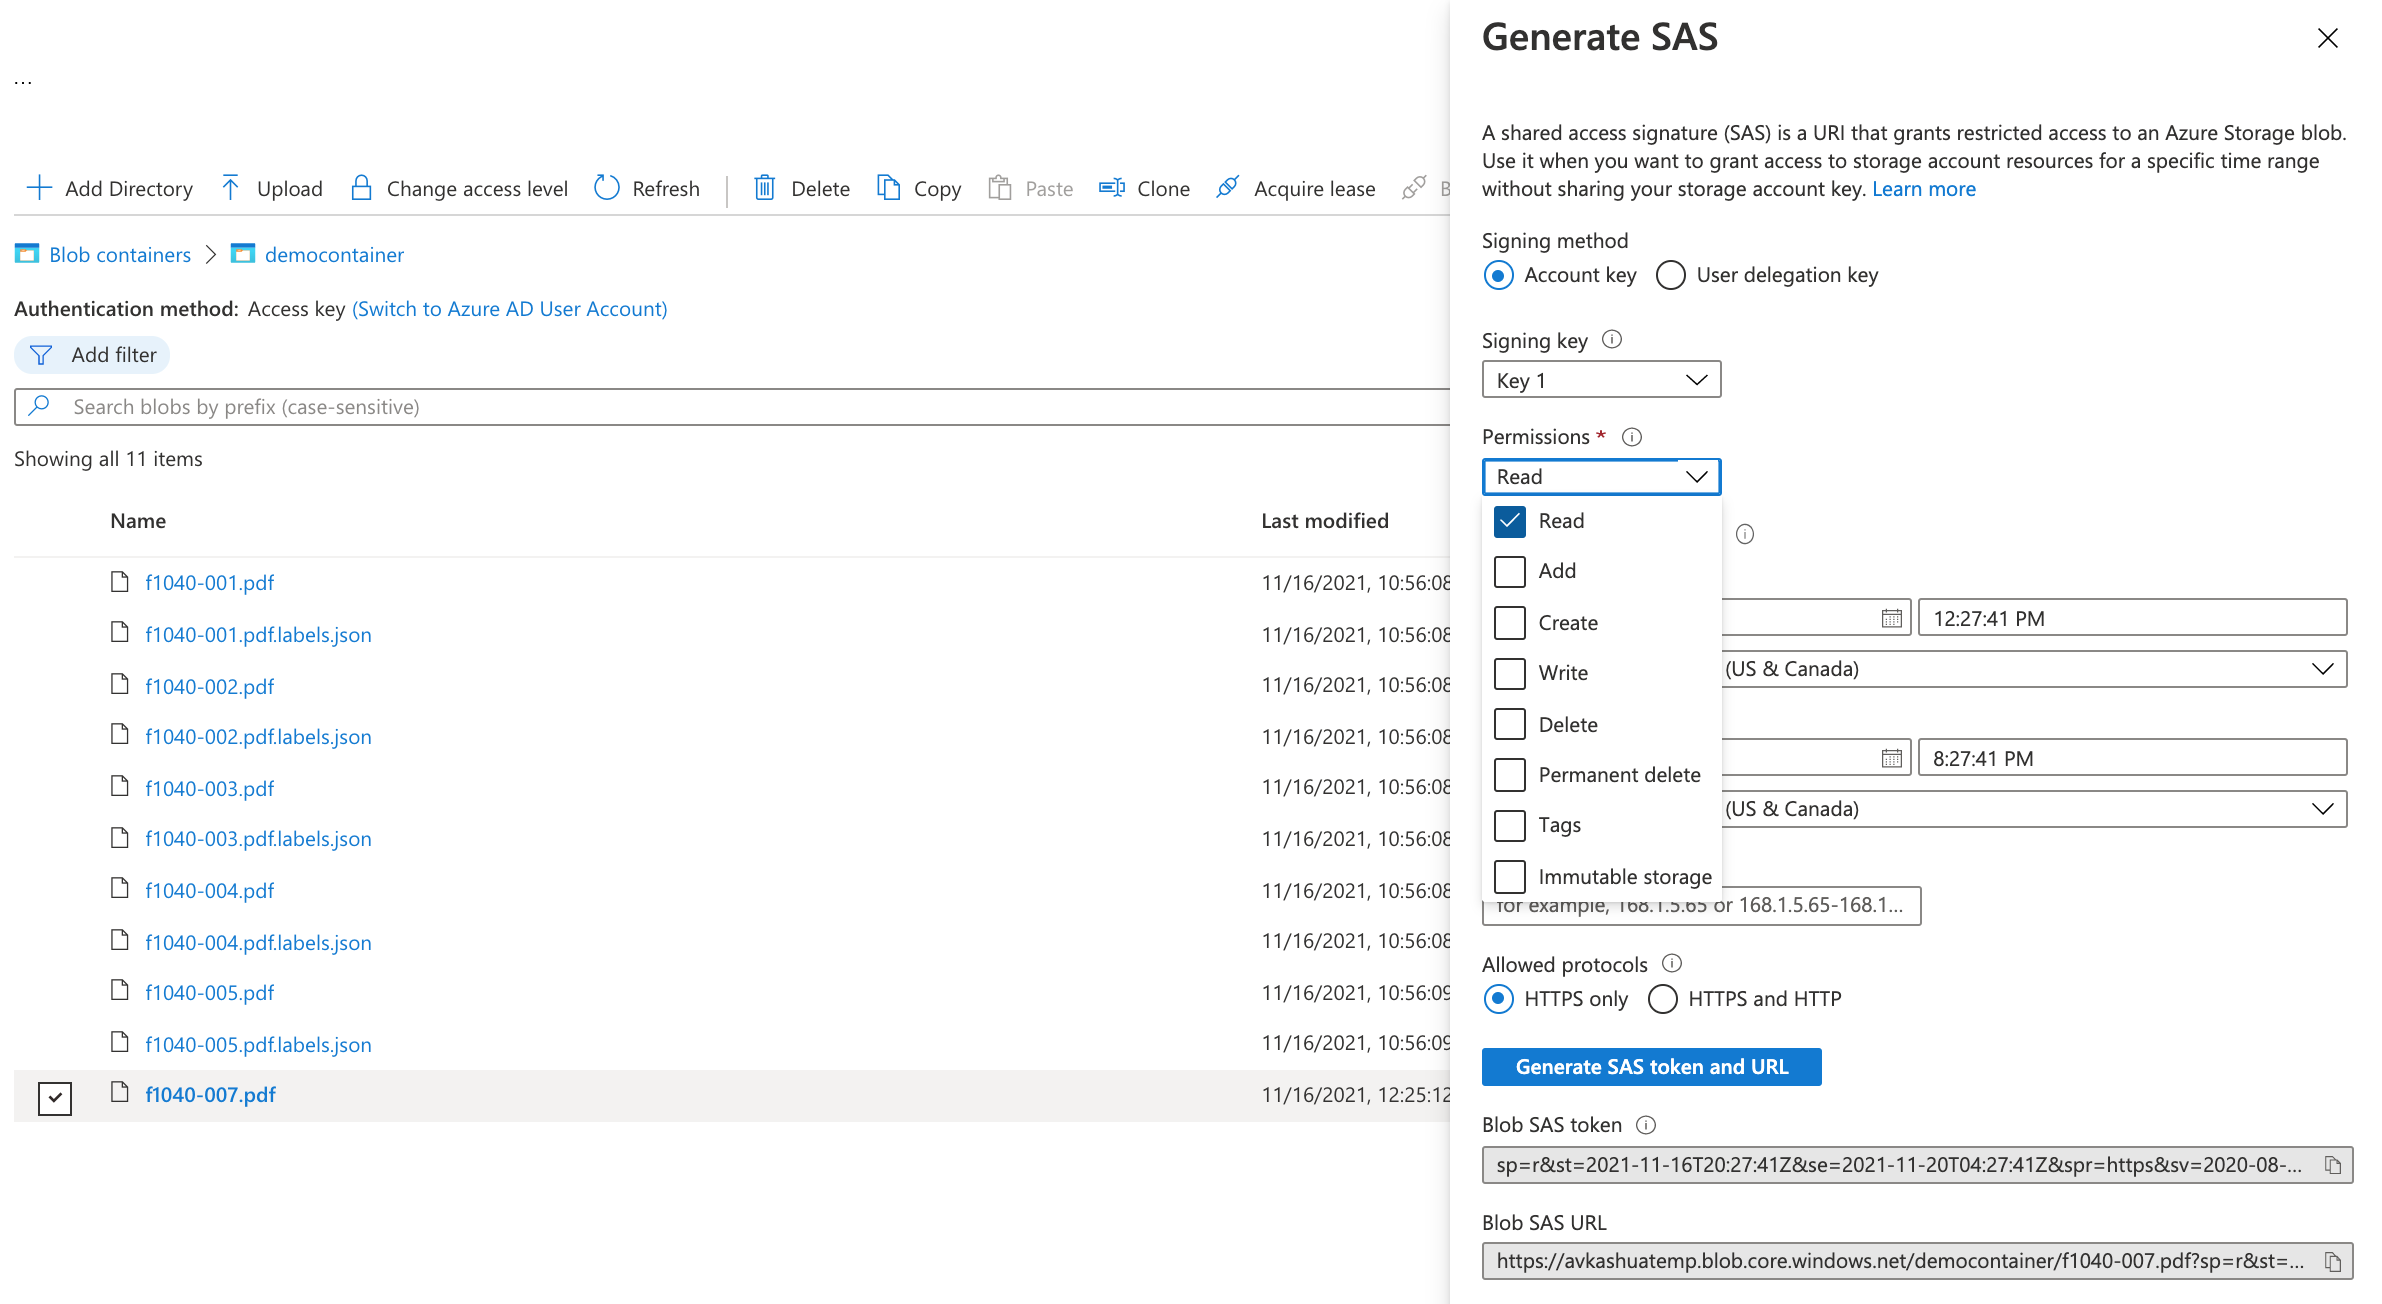 ...
Add Directory Upload Change access level Refresh Delete Copy Paste Clone Acquire lease
Blob containers > democontainer
Authentication method: Access key (Switch to Azure AD User Account)
Add filter
Search blobs by prefix (case-sensitive)
Showing all 11 items
Name Last modified
f1040-001.pdf 11/16/2021, 10:56:08
f1040-001.pdf.labels.json 11/16/2021, 10:56:08
f1040-002.pdf 11/16/2021, 10:56:08
f1040-002.pdf.labels.json 11/16/2021, 10:56:08
f1040-003.pdf 11/16/2021, 10:56:08
f1040-003.pdf.labels.json 11/16/2021, 10:56:08
f1040-004.pdf 11/16/2021, 10:56:08
f1040-004.pdf.labels.json 11/16/2021, 10:56:08
f1040-005.pdf 11/16/2021, 10:56:09
f1040-005.pdf.labels.json 11/16/2021, 10:56:09
f1040-007.pdf 11/16/2021, 12:25:12
Generate SAS
A shared access signature (SAS) is a URI that grants restricted access to an Azure Storage blob.
Use it when you want to grant access to storage account resources for a specific time range
without sharing your storage account key. Learn more
Signing method
Account key User delegation key
Signing key
Key 1
Permissions *
Read
Read
Add
Create
Write
Delete
Permanent delete
Tags
Immutable storage
12:27:41 PM
(US & Canada)
8:27:41 PM
(US & Canada)
for example, 168.1.5.65 or 168.1.5.65-168.1...
Allowed protocols
HTTPS only HTTPS and HTTP
Generate SAS token and URL
Blob SAS token
sp=r&st=2021-11-16T20:27:41Z&se=2021-11-20T04:27:41Z&spr=https&sv=2020-08-...
Blob SAS URL
https://avkashuatemp.blob.core.windows.net/democontainer/f1040-007.pdf?sp=r&st=...